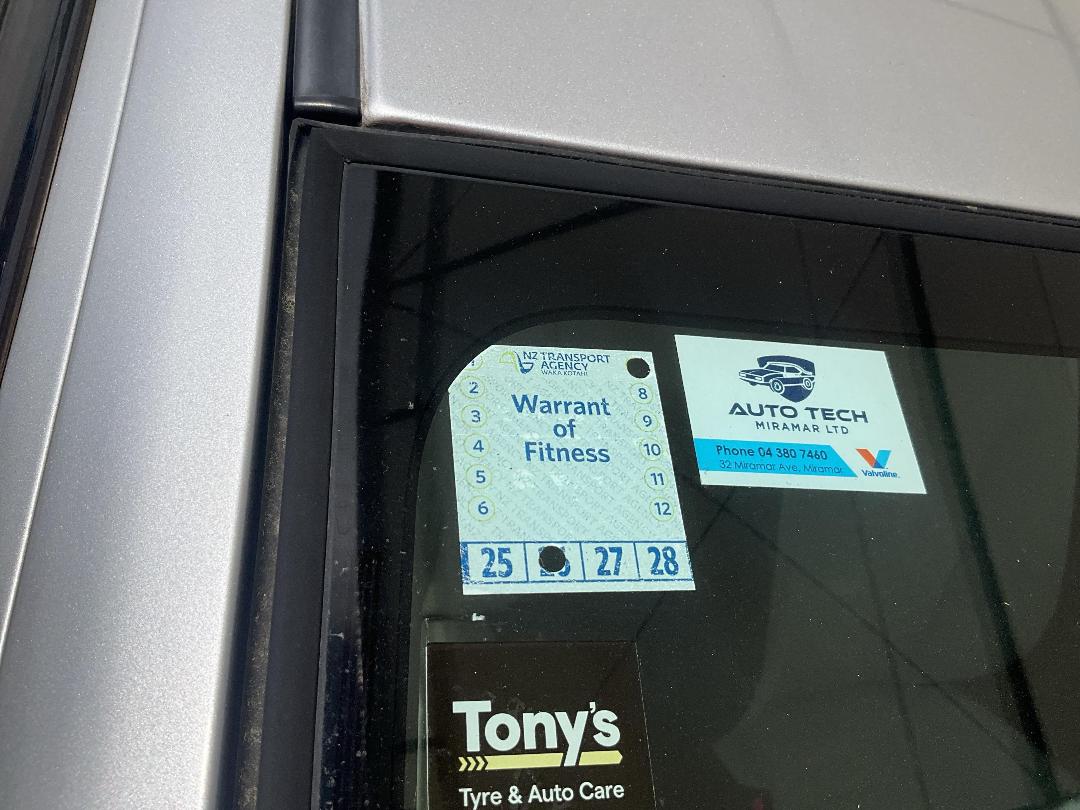 NZ TRANSPORT
AGENCY
WAKA KOTAHI
1
2
3
4
5
6
8
9
10
11
12
Warrant
of
Fitness
25 27 28
AUTO TECH
MIRAMAR LTD
Phone 04 380 7460
32 Miramar Ave, Miramar
Valvoline
Tony's
Tyre & Auto Care